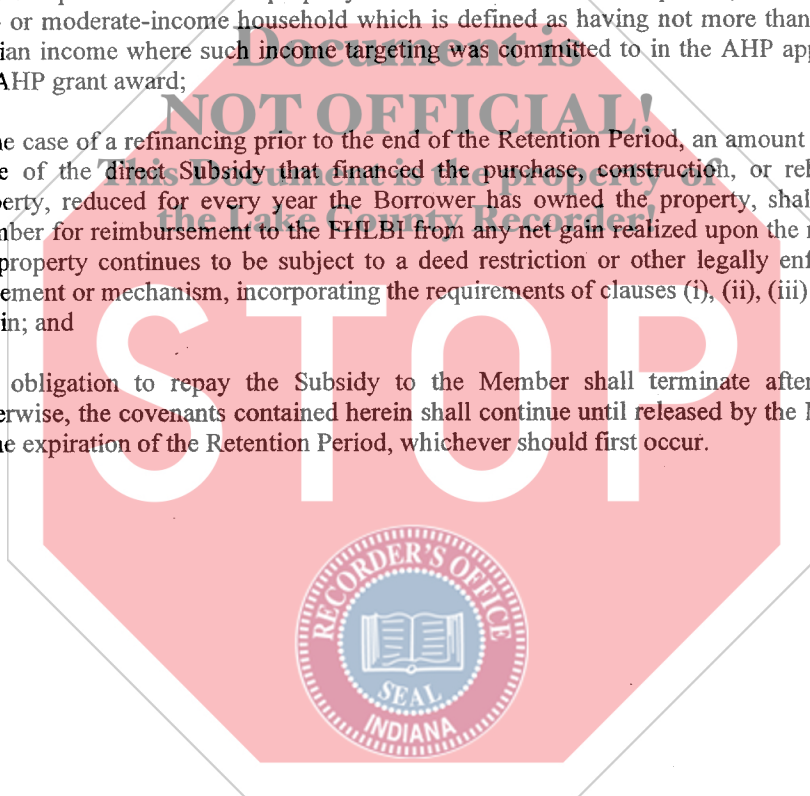 - or moderate-income household which is defined as having not more than
ian income where such income targeting was committed to in the AHP app
AHP grant award;
e case of a refinancing prior to the end of the Retention Period, an amount
e of the direct Subsidy that financed the purchase, construction, or rel
erty, reduced for every year the Borrower has owned the property, shal
nber for reimbursement to the FHLBI from any net gain realized upon the
property continues to be subject to a deed restriction or other legally enf
ement or mechanism, incorporating the requirements of clauses (i), (ii), (iii)
in; and
obligation to repay the Subsidy to the Member shall terminate after
erwise, the covenants contained herein shall continue until released by the
e expiration of the Retention Period, whichever should first occur.
Document is
NOT OFFICIAL!
This Document is the property of
the Lake County Recorder!
STOP
RECORDER'S OFFICE
SEAL
INDIANA